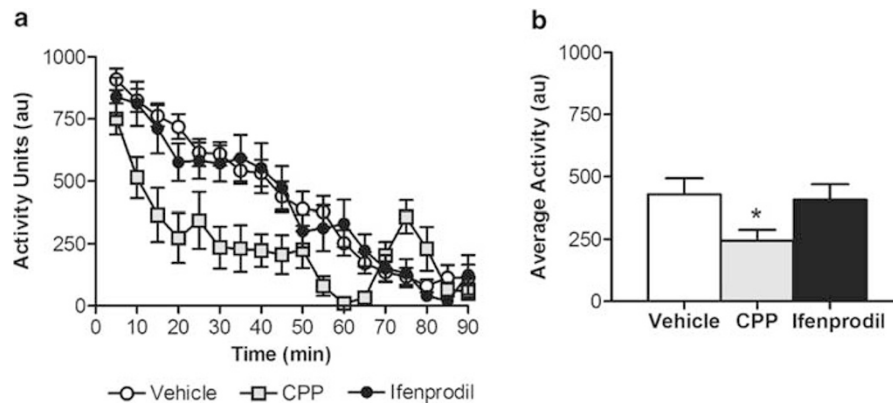 a
1000
750
500
250
0
Activity Units (au)
0 10 20 30 40 50 60 70 80 90
Time (min)
Vehicle CPP Ifenprodil
b
1000
750
500
250
0
Average Activity (au)
*
Vehicle CPP Ifenprodil